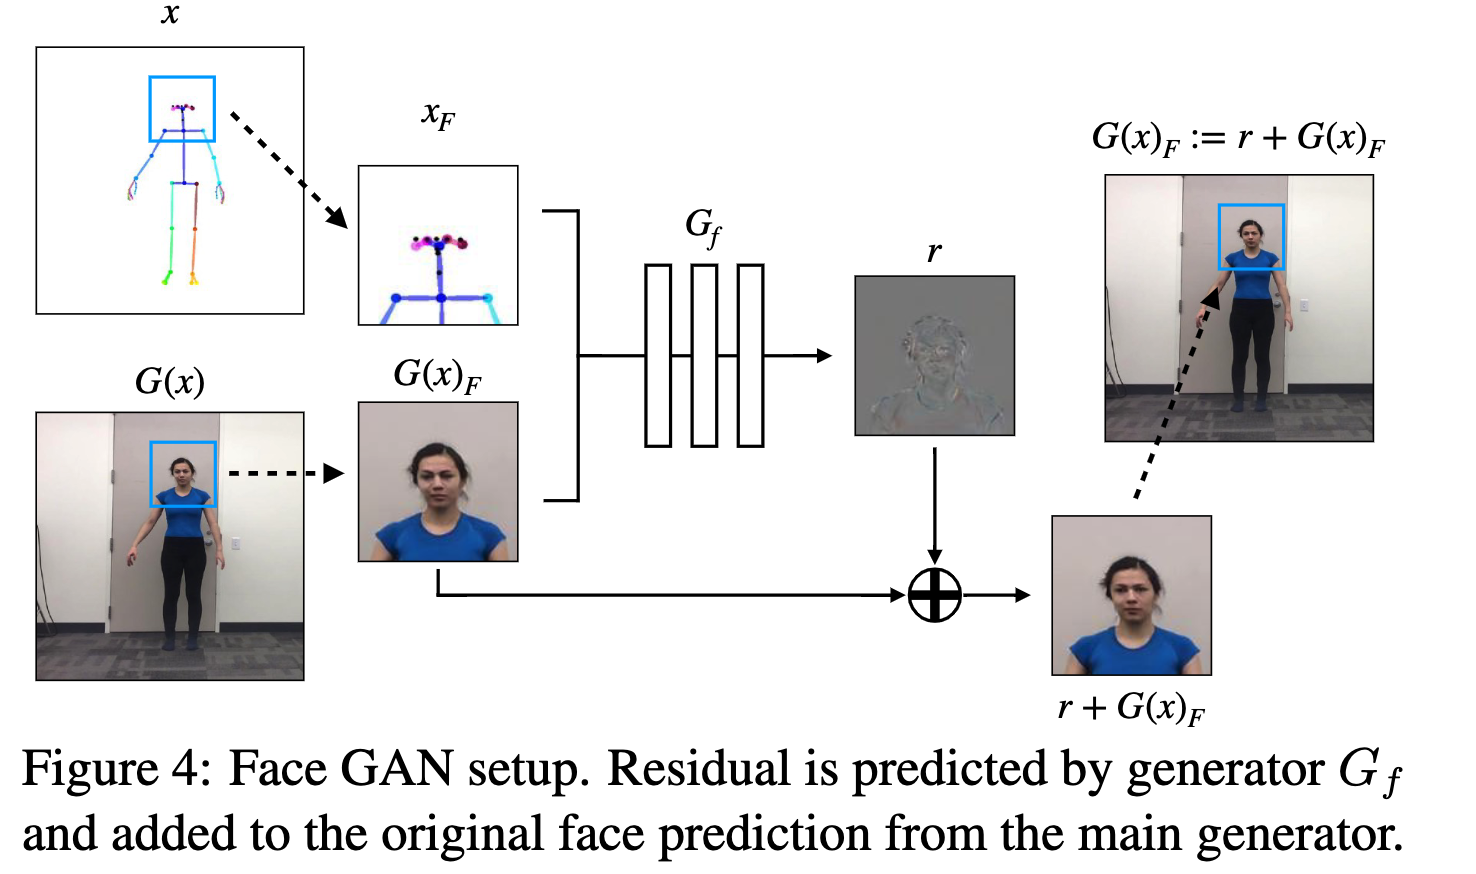 x
x_F
G(x)_F := r + G(x)_F
G_f
r
G(x)
G(x)_F
r + G(x)_F
Figure 4: Face GAN setup. Residual is predicted by generator G_f
and added to the original face prediction from the main generator.